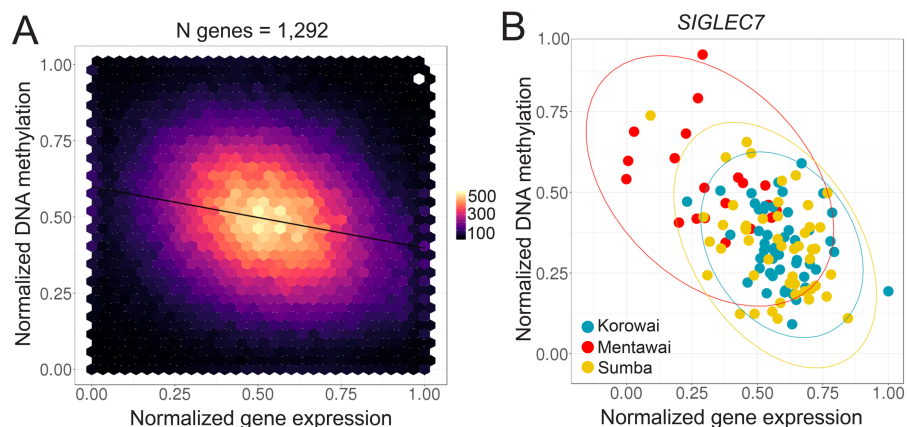 A
N genes = 1,292
Normalized DNA methylation
1.00
0.75
0.50
0.25
0.00
0.00 0.25 0.50 0.75 1.00
Normalized gene expression
500
300
100
B
SIGLEC7
Normalized DNA methylation
1.00
0.75
0.50
0.25
0.00
Korowai
Mentawai
Sumba
0.00 0.25 0.50 0.75 1.00
Normalized gene expression